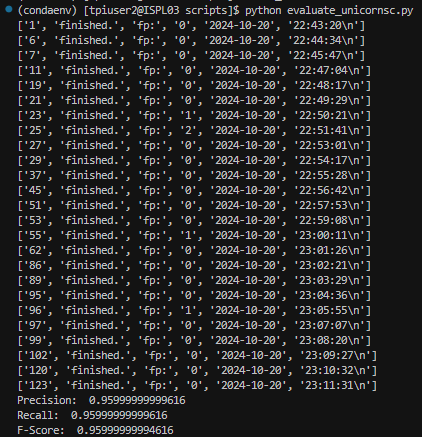 (condaenv) [tpiuser2@ISPL03 scripts]$ python evaluate_unicornsc.py
['1', 'finished.', 'fp:', '0', '2024-10-20', '22:43:20\n']
['6', 'finished.', 'fp:', '0', '2024-10-20', '22:44:34\n']
['7', 'finished.', 'fp:', '0', '2024-10-20', '22:45:47\n']
['11', 'finished.', 'fp:', '0', '2024-10-20', '22:47:04\n']
['19', 'finished.', 'fp:', '0', '2024-10-20', '22:48:17\n']
['21', 'finished.', 'fp:', '0', '2024-10-20', '22:49:29\n']
['23', 'finished.', 'fp:', '1', '2024-10-20', '22:50:21\n']
['25', 'finished.', 'fp:', '2', '2024-10-20', '22:51:41\n']
['27', 'finished.', 'fp:', '0', '2024-10-20', '22:53:01\n']
['29', 'finished.', 'fp:', '0', '2024-10-20', '22:54:17\n']
['37', 'finished.', 'fp:', '0', '2024-10-20', '22:55:28\n']
['45', 'finished.', 'fp:', '0', '2024-10-20', '22:56:42\n']
['51', 'finished.', 'fp:', '0', '2024-10-20', '22:57:53\n']
['53', 'finished.', 'fp:', '0', '2024-10-20', '22:59:08\n']
['55', 'finished.', 'fp:', '1', '2024-10-20', '23:00:11\n']
['62', 'finished.', 'fp:', '0', '2024-10-20', '23:01:26\n']
['86', 'finished.', 'fp:', '0', '2024-10-20', '23:02:21\n']
['89', 'finished.', 'fp:', '0', '2024-10-20', '23:03:29\n']
['95', 'finished.', 'fp:', '0', '2024-10-20', '23:04:36\n']
['96', 'finished.', 'fp:', '1', '2024-10-20', '23:05:55\n']
['97', 'finished.', 'fp:', '0', '2024-10-20', '23:07:07\n']
['99', 'finished.', 'fp:', '0', '2024-10-20', '23:08:20\n']
['102', 'finished.', 'fp:', '0', '2024-10-20', '23:09:27\n']
['120', 'finished.', 'fp:', '0', '2024-10-20', '23:10:32\n']
['123', 'finished.', 'fp:', '0', '2024-10-20', '23:11:31\n']
Precision:  0.95999999999616
Recall:  0.95999999999616
F-Score:  0.95999999994616